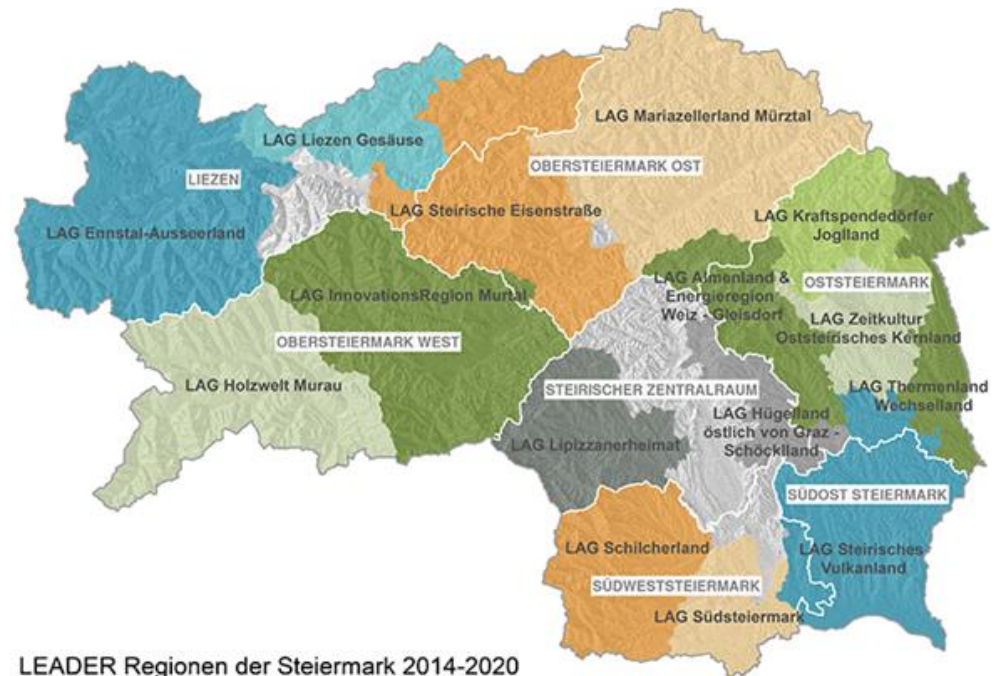 LAG Mariazellerland Mürztal
LAG Liezen Gesäuse
OBERSTEIERMARK OST
LIEZEN
LAG Steirische Eisenstraße
LAG Kraftspendedörfer
Joglland
LAG Ennstal-Ausseerland
LAG Almenland &
Energieregion
Weiz - Gleisdorf
OSTSTEIERMARK
LAG InnovationsRegion Murtal
LAG Zeitkultur
Oststeirisches Kernland
OBERSTEIERMARK WEST
LAG Holzwelt Murau
STEIRISCHER ZENTRALRAUM
LAG Thermenland
Wechselland
LAG Hügelland
östlich von Graz -
Schöcklland
LAG Lipizzanerheimat
SÜDOST STEIERMARK
LAG Schilcherland
LAG Steirisches
Vulkanland
SÜDWESTSTEIERMARK
LAG Südsteiermark
LEADER Regionen der Steiermark 2014-2020